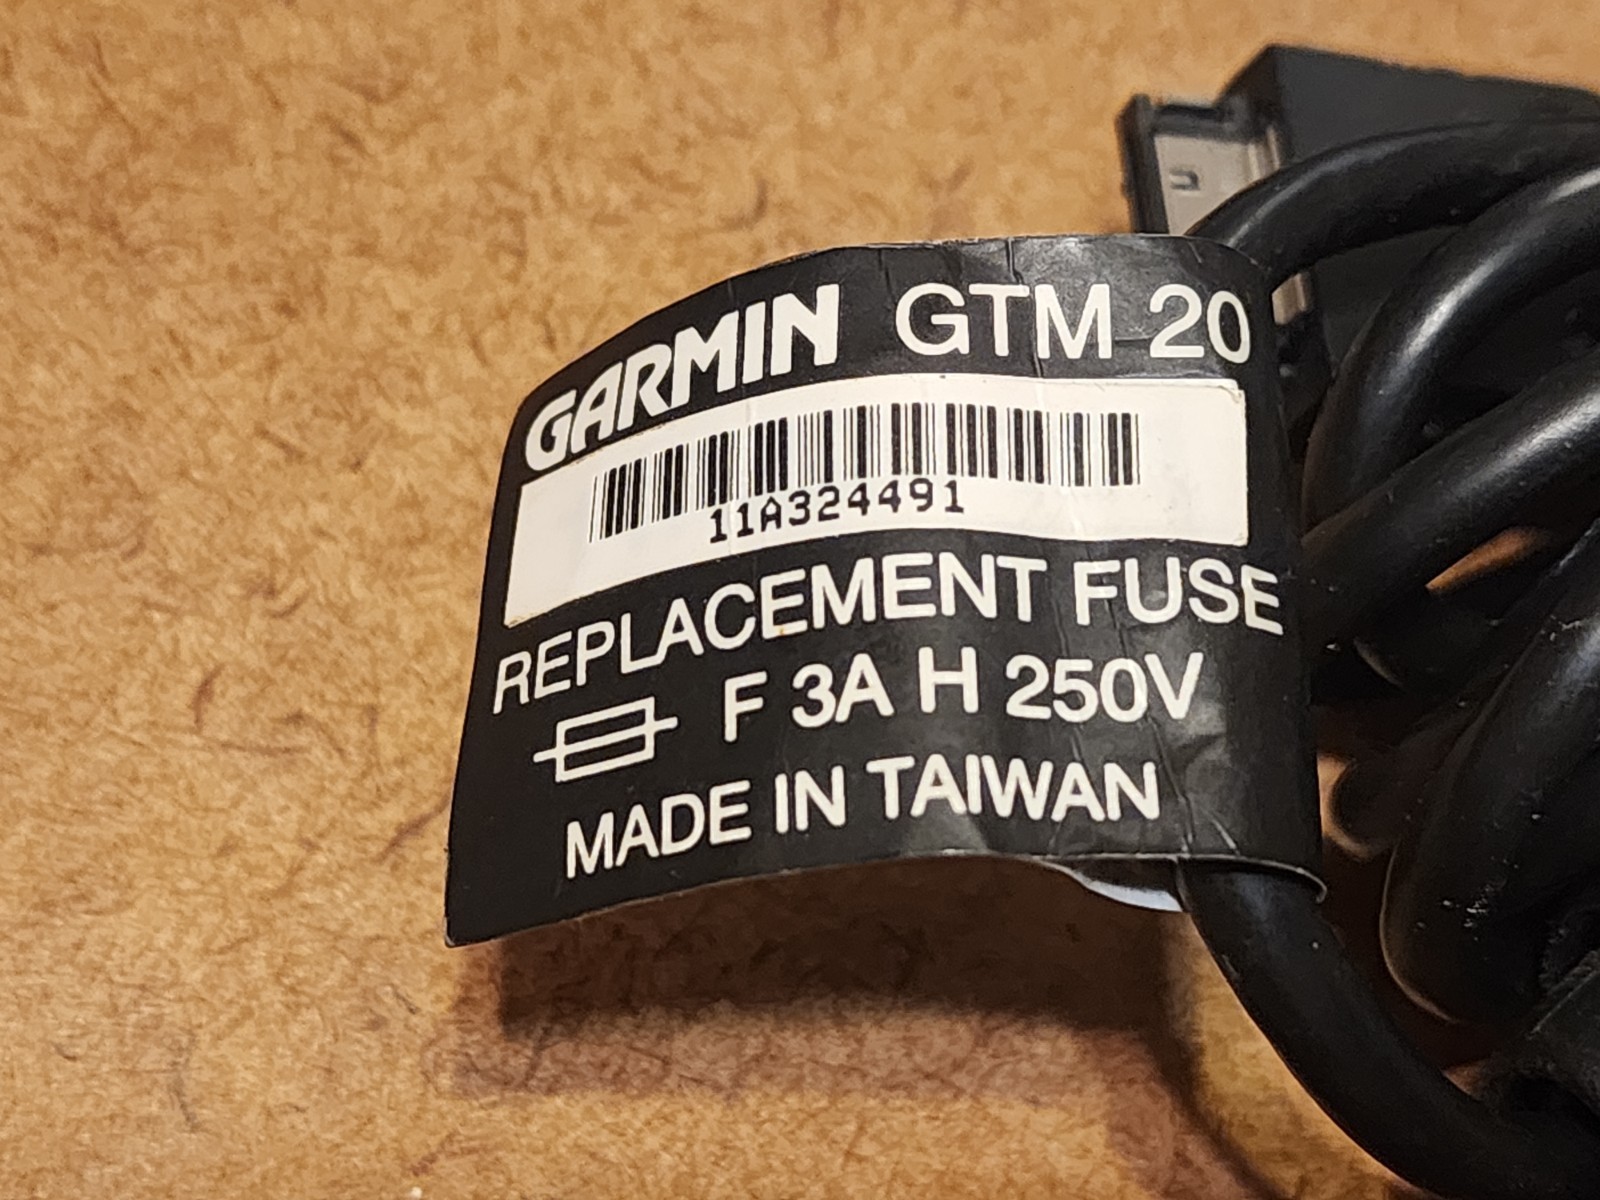 GARMIN GTM 20
11A324491
REPLACEMENT FUSE
F 3A H 250V
MADE IN TAIWAN